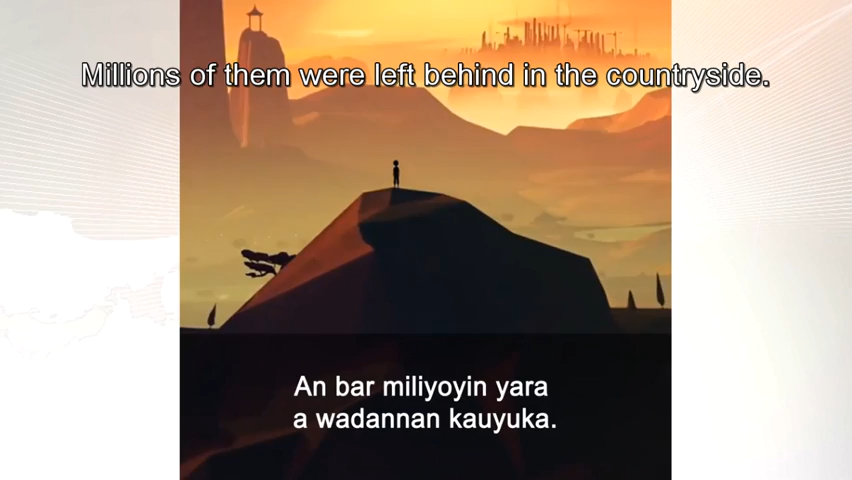 Millions of them were left behind in the countryside.
An bar miliyoyin yara
a wadannan kauyuka.